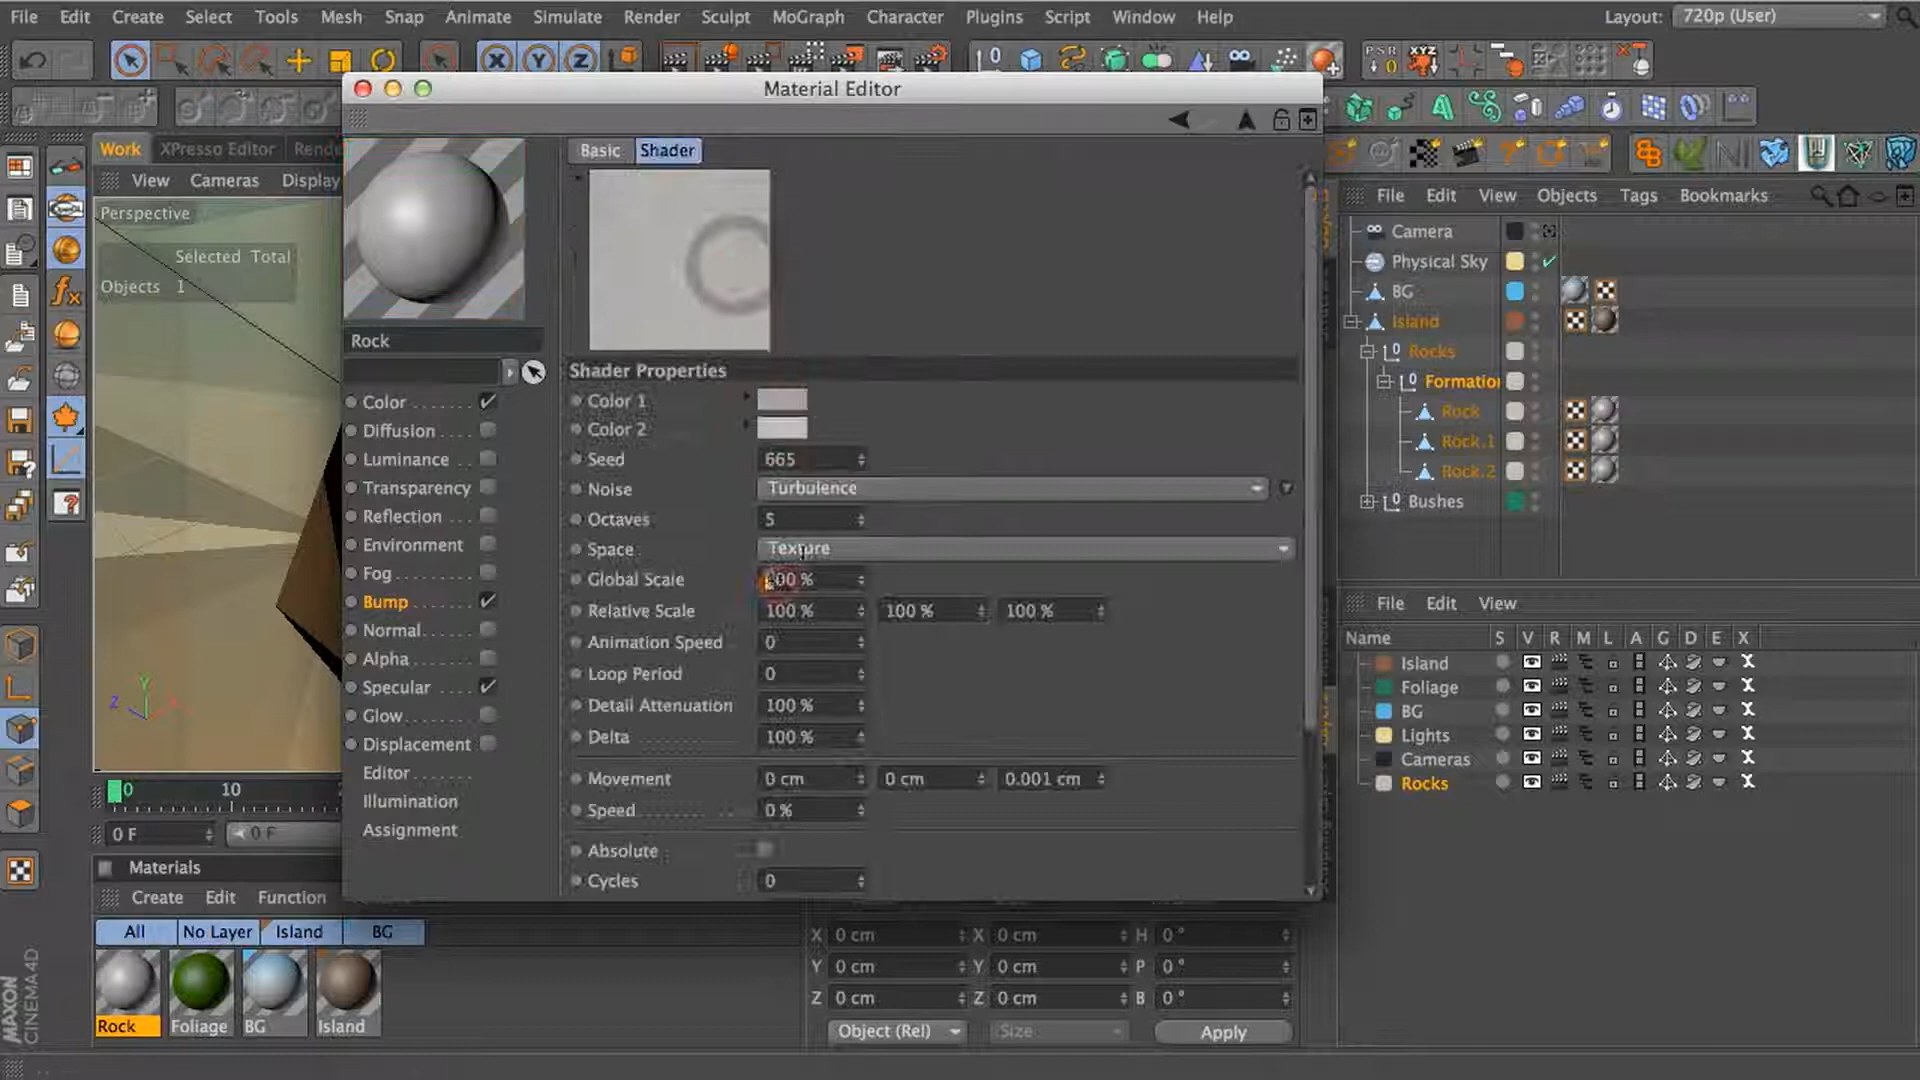 File Edit Create Select Tools Mesh Snap Animate Simulate Render Sculpt MoGraph Character Plugins Script Window Help Layout: 720p (User)
Material Editor
Work XPresso Editor
View Cameras Display
Basic Shader
File Edit View Objects Tags Bookmarks
Perspective
Selected Total
Objects 1
Camera
Physical Sky
BG
Island
Rocks
Rock
Rock.1
Rock.2
Bushes
Rock
Shader Properties
Color
Diffusion
Luminance
Transparency
Reflection
Environment
Fog
Bump
Normal
Alpha
Specular
Glow
Displacement
Editor
Illumination
Assignment
Color 1
Color 2
Seed 665
Noise Turbulence
Octaves 5
Space Texture
Global Scale
Relative Scale 100 % 100 % 100 %
Animation Speed 0
Loop Period 0
Detail Attenuation 100 %
Delta 100 %
Movement 0 cm 0 cm 0.001 cm
Speed 0 %
Absolute
Cycles 0
File Edit View
Name S V R M L A G D E X
Island
Foliage
BG
Lights
Cameras
Rocks
0 10
0 F 0 F
Materials
Create Edit Function
All No Layer Island BG
Rock Foliage BG Island
X 0 cm X 0 cm H 0 °
Y 0 cm Y 0 cm P 0 °
Z 0 cm Z 0 cm B 0 °
Object (Rel) Size Apply
MAXON
CINEMA 4D